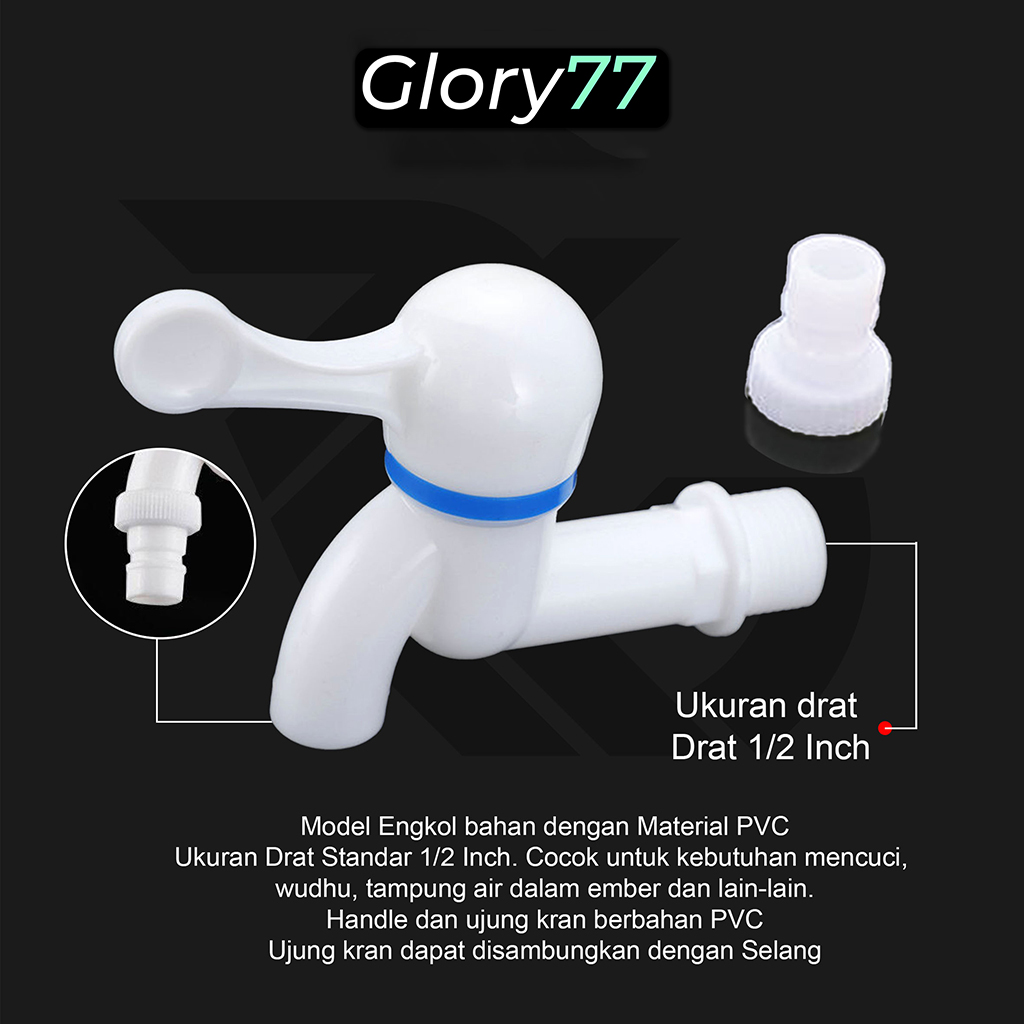 Glory77
Ukuran drat
Drat 1/2 Inch
Model Engkol bahan dengan Material PVC
Ukuran Drat Standar 1/2 Inch. Cocok untuk kebutuhan mencuci,
wudhu, tampung air dalam ember dan lain-lain.
Handle dan ujung kran berbahan PVC
Ujung kran dapat disambungkan dengan Selang